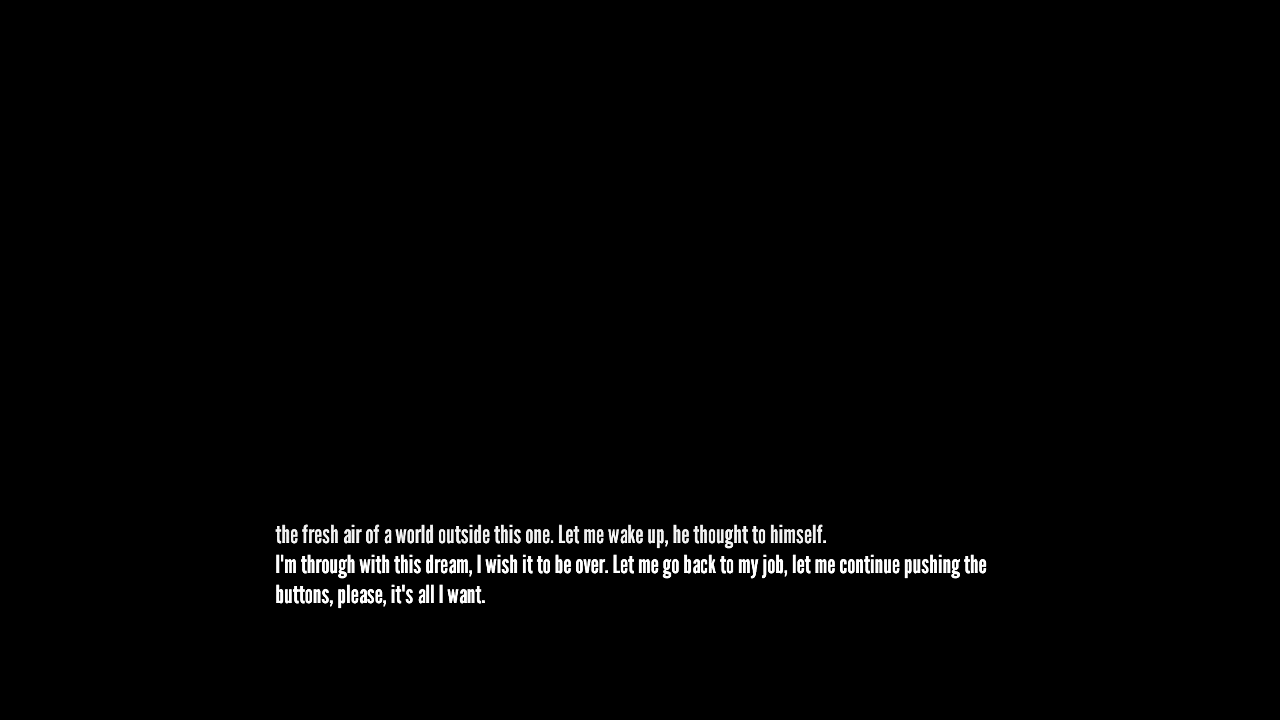 the fresh air of a world outside this one. Let me wake up, he thought to himself.
I'm through with this dream, I wish it to be over. Let me go back to my job, let me continue pushing the
buttons, please, it's all I want.